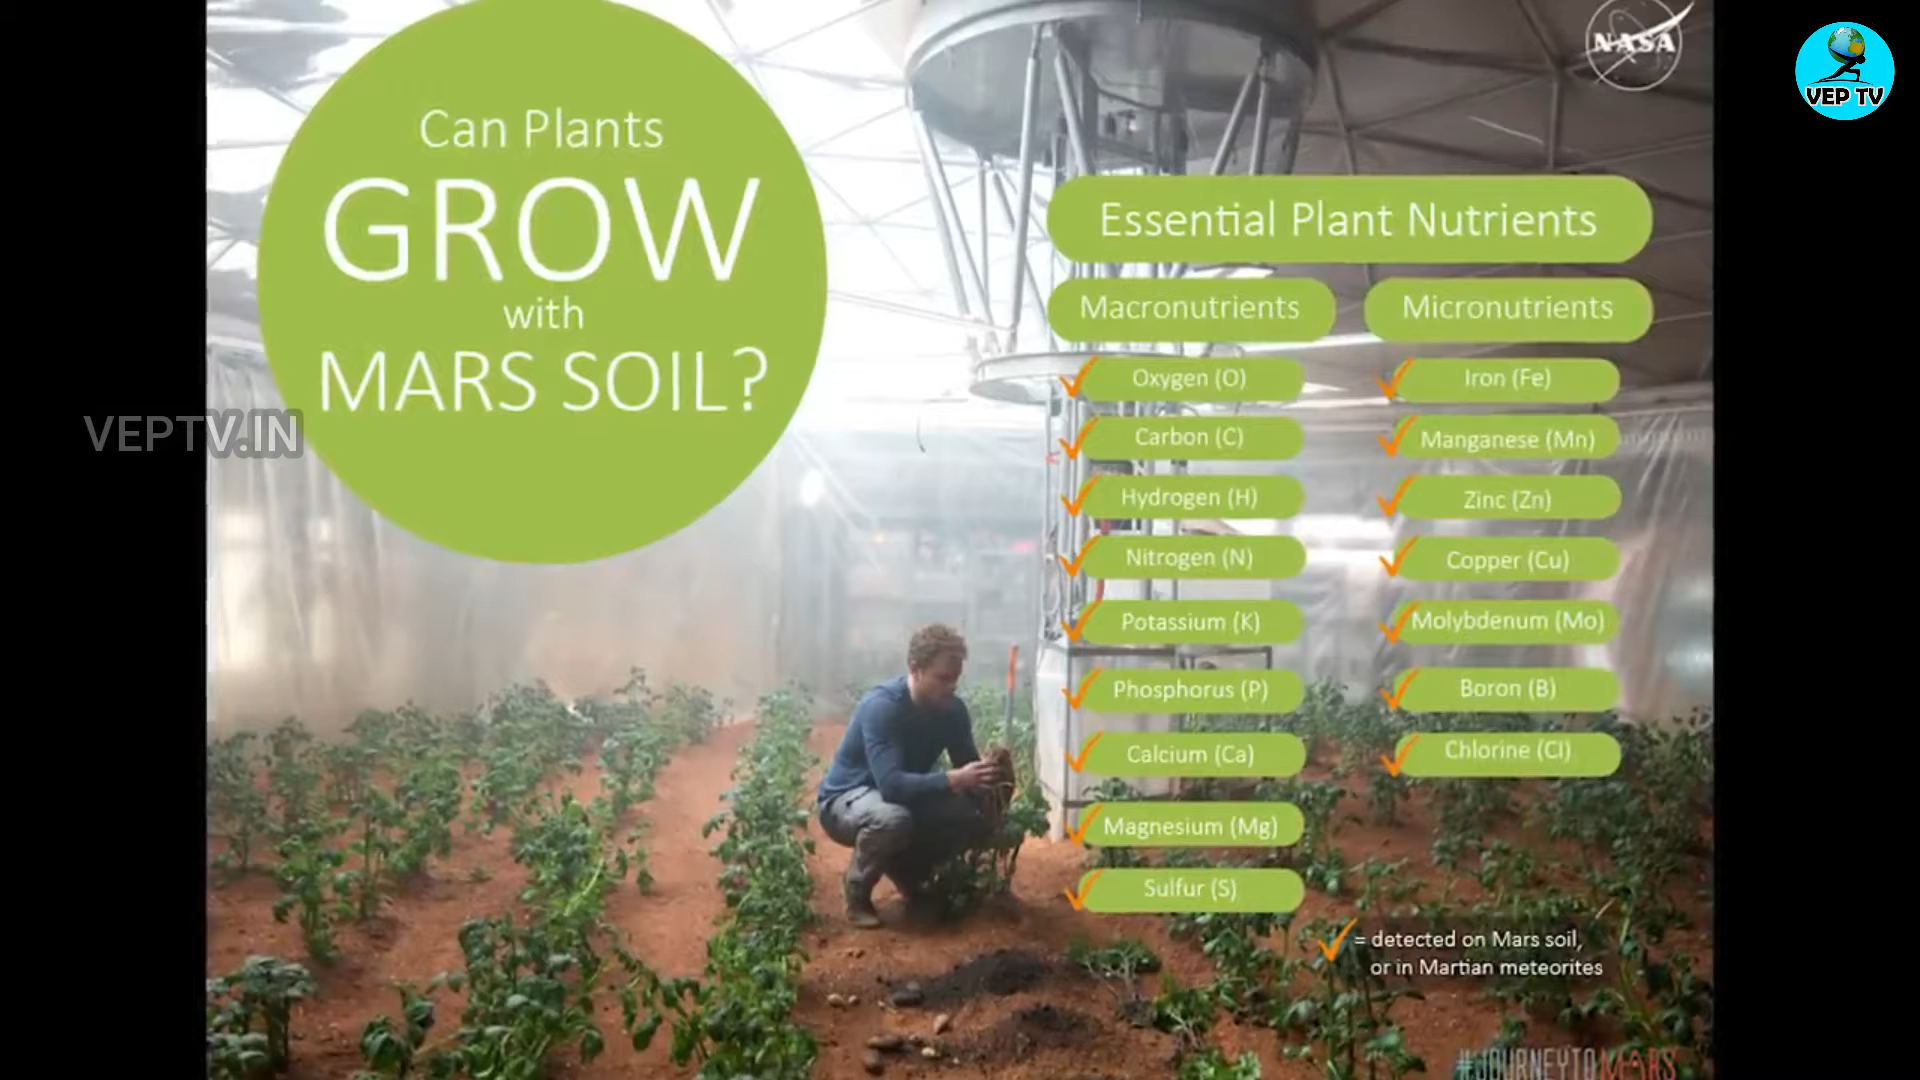 Can Plants
GROW
with
MARS SOIL?
NASA
VEP TV
VEPTV.IN
Essential Plant Nutrients
Macronutrients
Oxygen (O)
Carbon (C)
Hydrogen (H)
Nitrogen (N)
Potassium (K)
Phosphorus (P)
Calcium (Ca)
Magnesium (Mg)
Sulfur (S)
Micronutrients
Iron (Fe)
Manganese (Mn)
Zinc (Zn)
Copper (Cu)
Molybdenum (Mo)
Boron (B)
Chlorine (Cl)
= detected on Mars soil,
or in Martian meteorites
#JOURNEYTOMARS